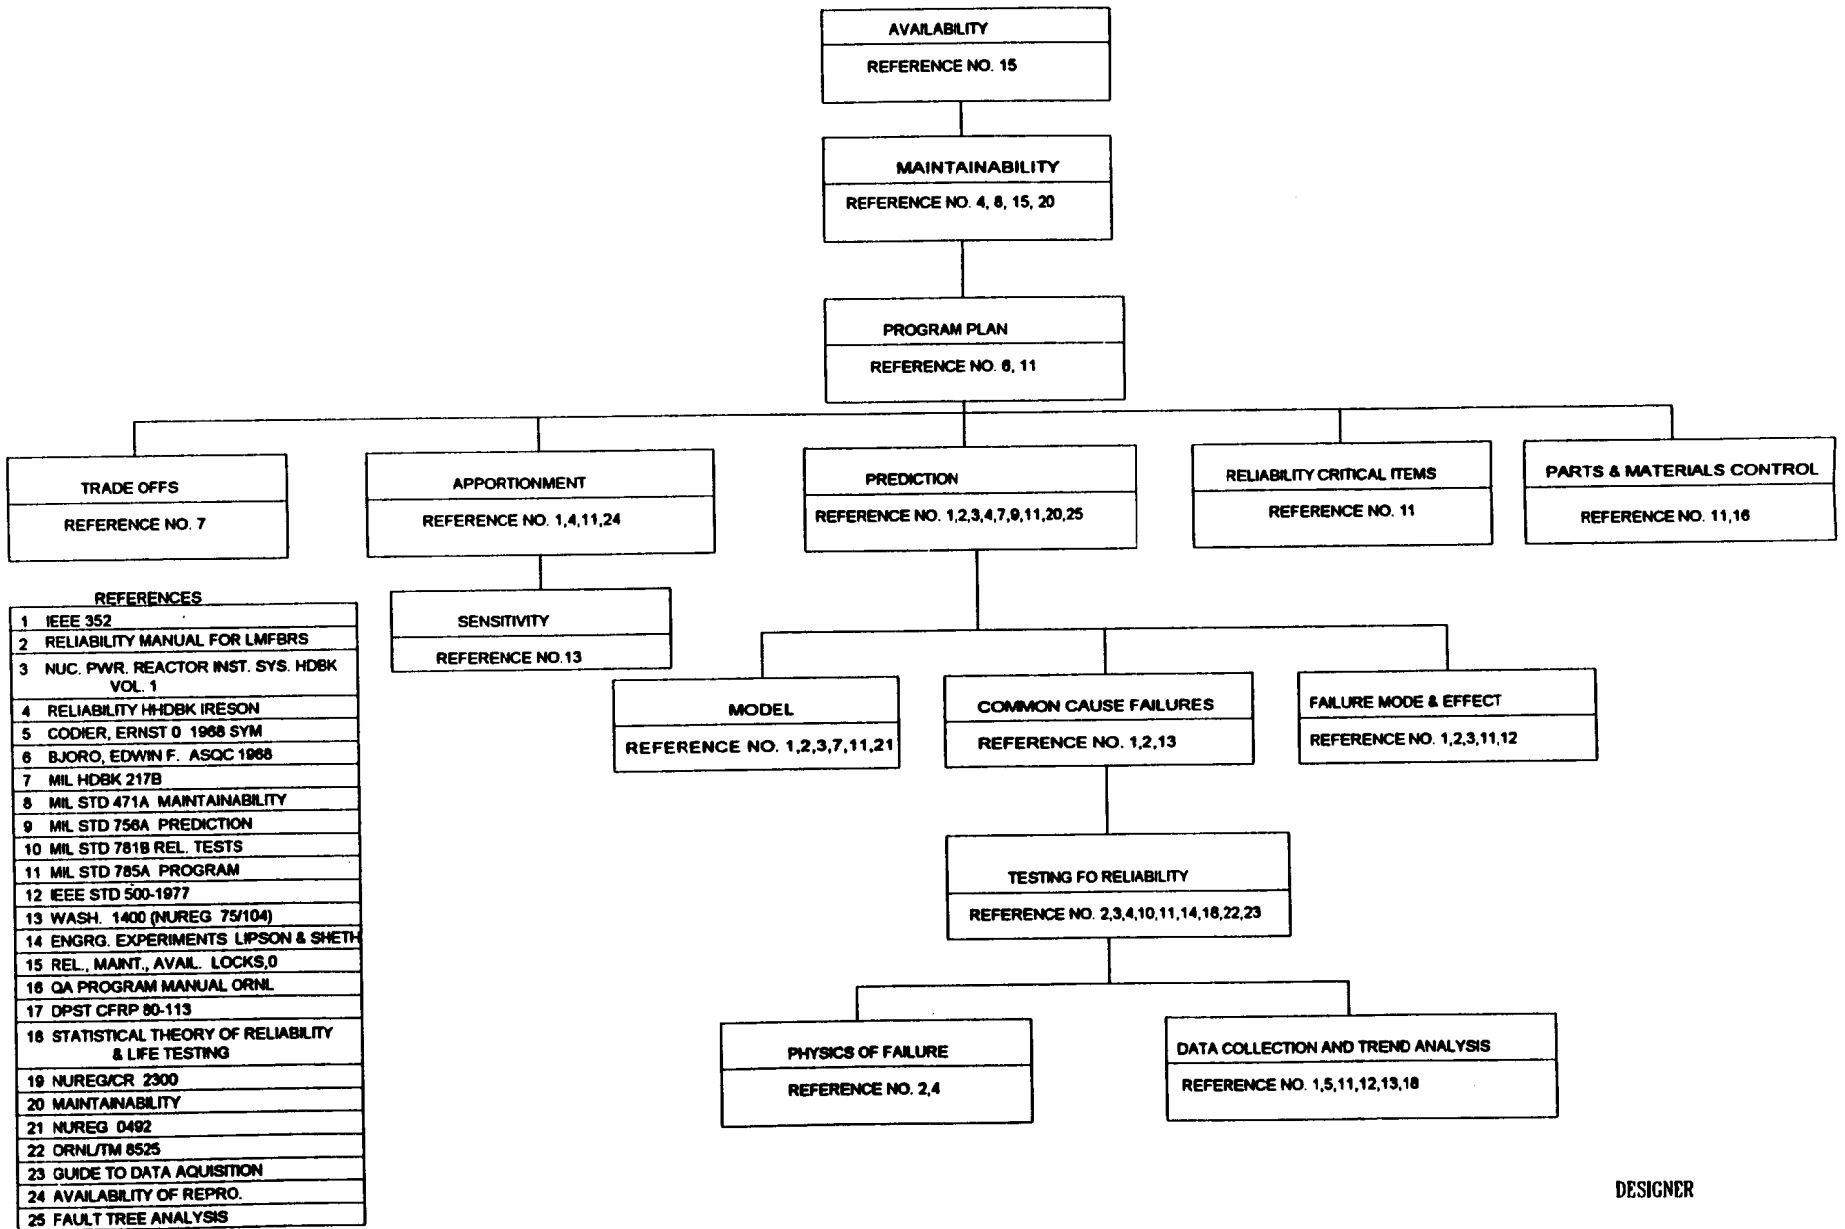 AVAILABILITY
REFERENCE NO. 15
MAINTAINABILITY
REFERENCE NO. 4, 8, 15, 20
PROGRAM PLAN
REFERENCE NO. 6, 11
TRADE OFFS
REFERENCE NO. 7
APPORTIONMENT
REFERENCE NO. 1,4,11,24
PREDICTION
REFERENCE NO. 1,2,3,4,7,9,11,20,25
RELIABILITY CRITICAL ITEMS
REFERENCE NO. 11
PARTS & MATERIALS CONTROL
REFERENCE NO. 11,16
SENSITIVITY
REFERENCE NO.13
MODEL
REFERENCE NO. 1,2,3,7,11,21
COMMON CAUSE FAILURES
REFERENCE NO. 1,2,13
FAILURE MODE & EFFECT
REFERENCE NO. 1,2,3,11,12
TESTING FO RELIABILITY
REFERENCE NO. 2,3,4,10,11,14,18,22,23
PHYSICS OF FAILURE
REFERENCE NO. 2,4
DATA COLLECTION AND TREND ANALYSIS
REFERENCE NO. 1,5,11,12,13,18
REFERENCES
1 IEEE 352
2 RELIABILITY MANUAL FOR LMFBRS
3 NUC. PWR. REACTOR INST. SYS. HDBK
VOL. 1
4 RELIABILITY HHDBK IRESON
5 CODIER, ERNST 0 1968 SYM
6 BJORO, EDWIN F. ASQC 1968
7 MIL HDBK 217B
8 MIL STD 471A MAINTAINABILITY
9 MIL STD 756A PREDICTION
10 MIL STD 781B REL. TESTS
11 MIL STD 785A PROGRAM
12 IEEE STD 500-1977
13 WASH. 1400 (NUREG 75/104)
14 ENGRG. EXPERIMENTS LIPSON & SHETH
15 REL., MAINT., AVAIL. LOCKS,0
16 QA PROGRAM MANUAL ORNL
17 DPST CFRP 80-113
18 STATISTICAL THEORY OF RELIABILITY
& LIFE TESTING
19 NUREG/CR 2300
20 MAINTAINABILITY
21 NUREG 0492
22 ORNL/TM 8525
23 GUIDE TO DATA AQUISITION
24 AVAILABILITY OF REPRO.
25 FAULT TREE ANALYSIS
DESIGNER